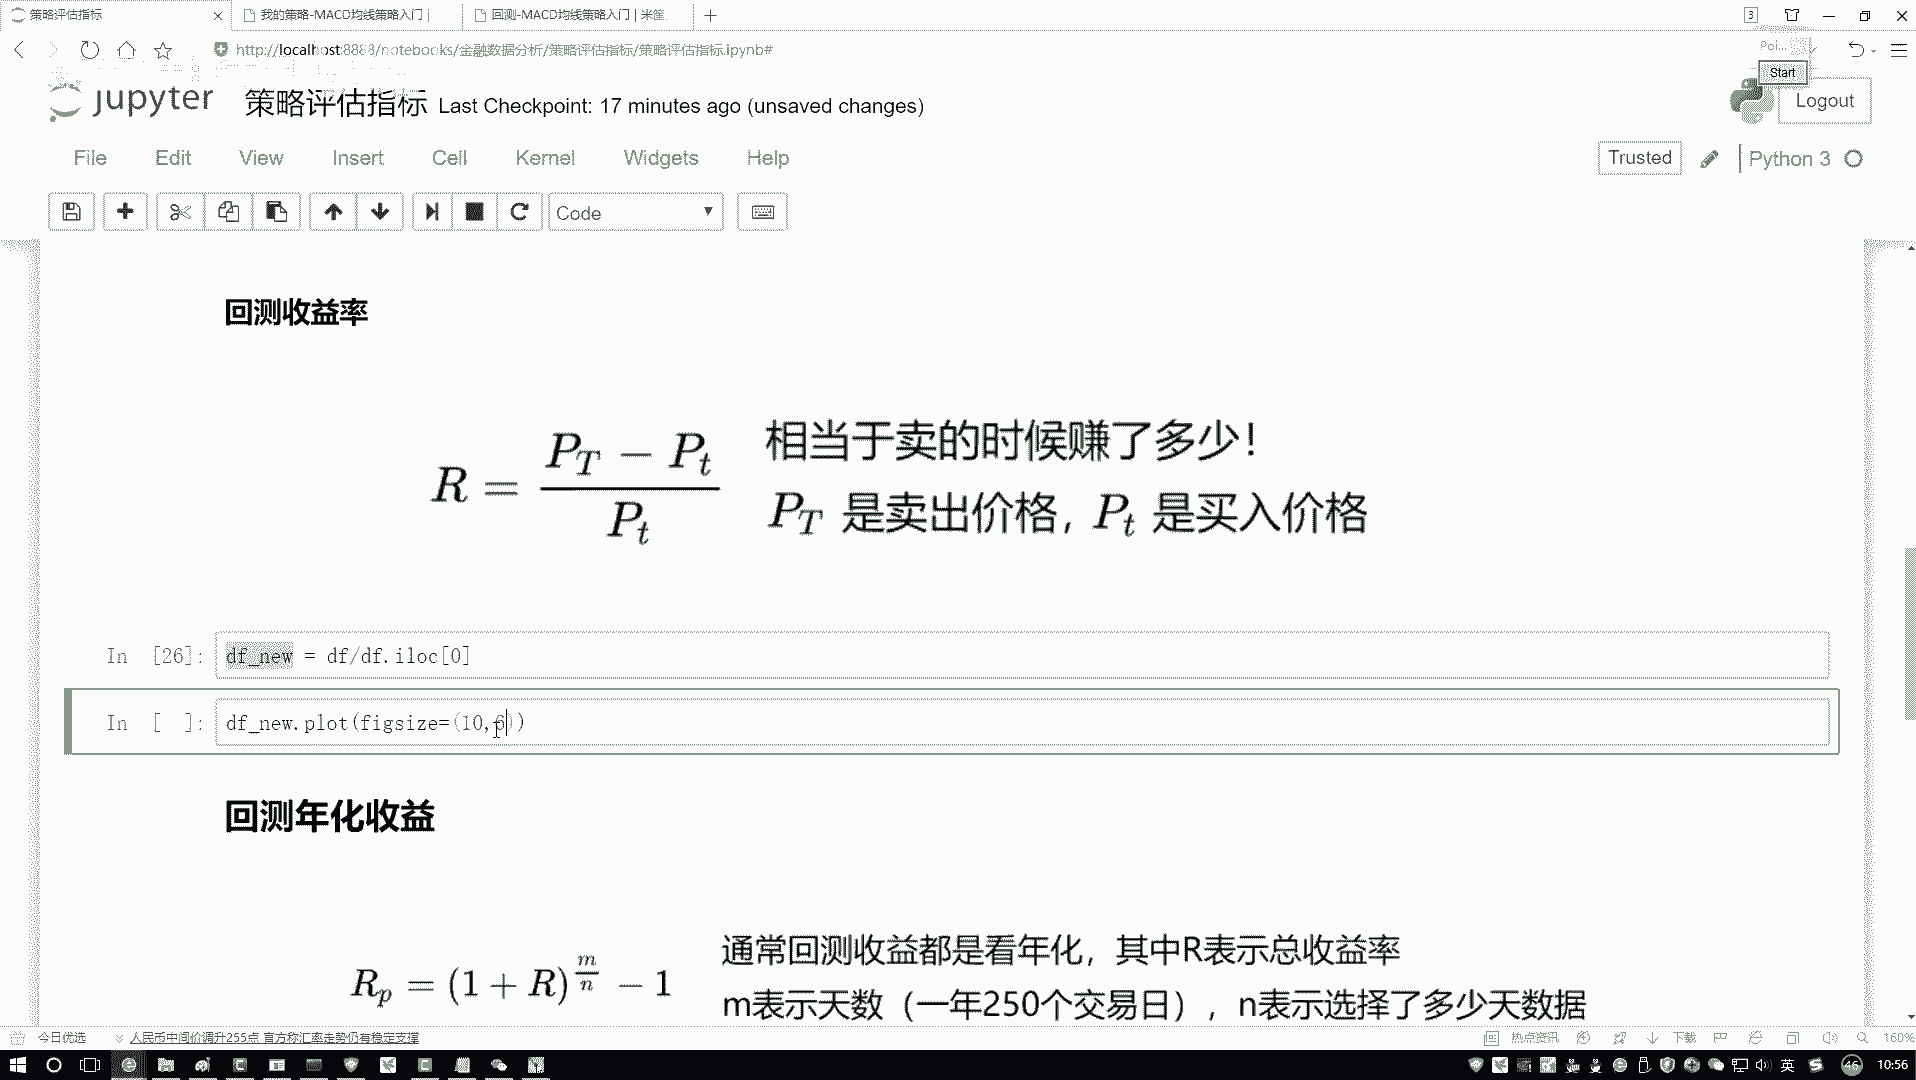 策略评估指标
我的策略-MACD均线策略入门 |
回测-MACD均线策略入门 | 米筐.
3
http://localhost:8888/notebooks/金融数据分析/策略评估指标/策略评估指标.ipynb#
Poi...
Start
jupyter 策略评估指标 Last Checkpoint: 17 minutes ago (unsaved changes)
Logout
File Edit View Insert Cell Kernel Widgets Help
Trusted
Python 3
Code
回测收益率
R = (P_T − P_t) / P_t
相当于卖的时候赚了多少!
P_T 是卖出价格, P_t 是买入价格
In [26]: df_new = df/df.iloc[0]
In [ ]: df_new.plot(figsize=(10,6))
回测年化收益
R_p = (1 + R)^{m/n} − 1
通常回测收益都是看年化, 其中R表示总收益率
m表示天数 (一年250个交易日) , n表示选择了多少天数据
今日优选
人民币中间价调升255点 官方称汇率走势仍有稳定支撑
热点资讯
下载
160%
英
46
10:56